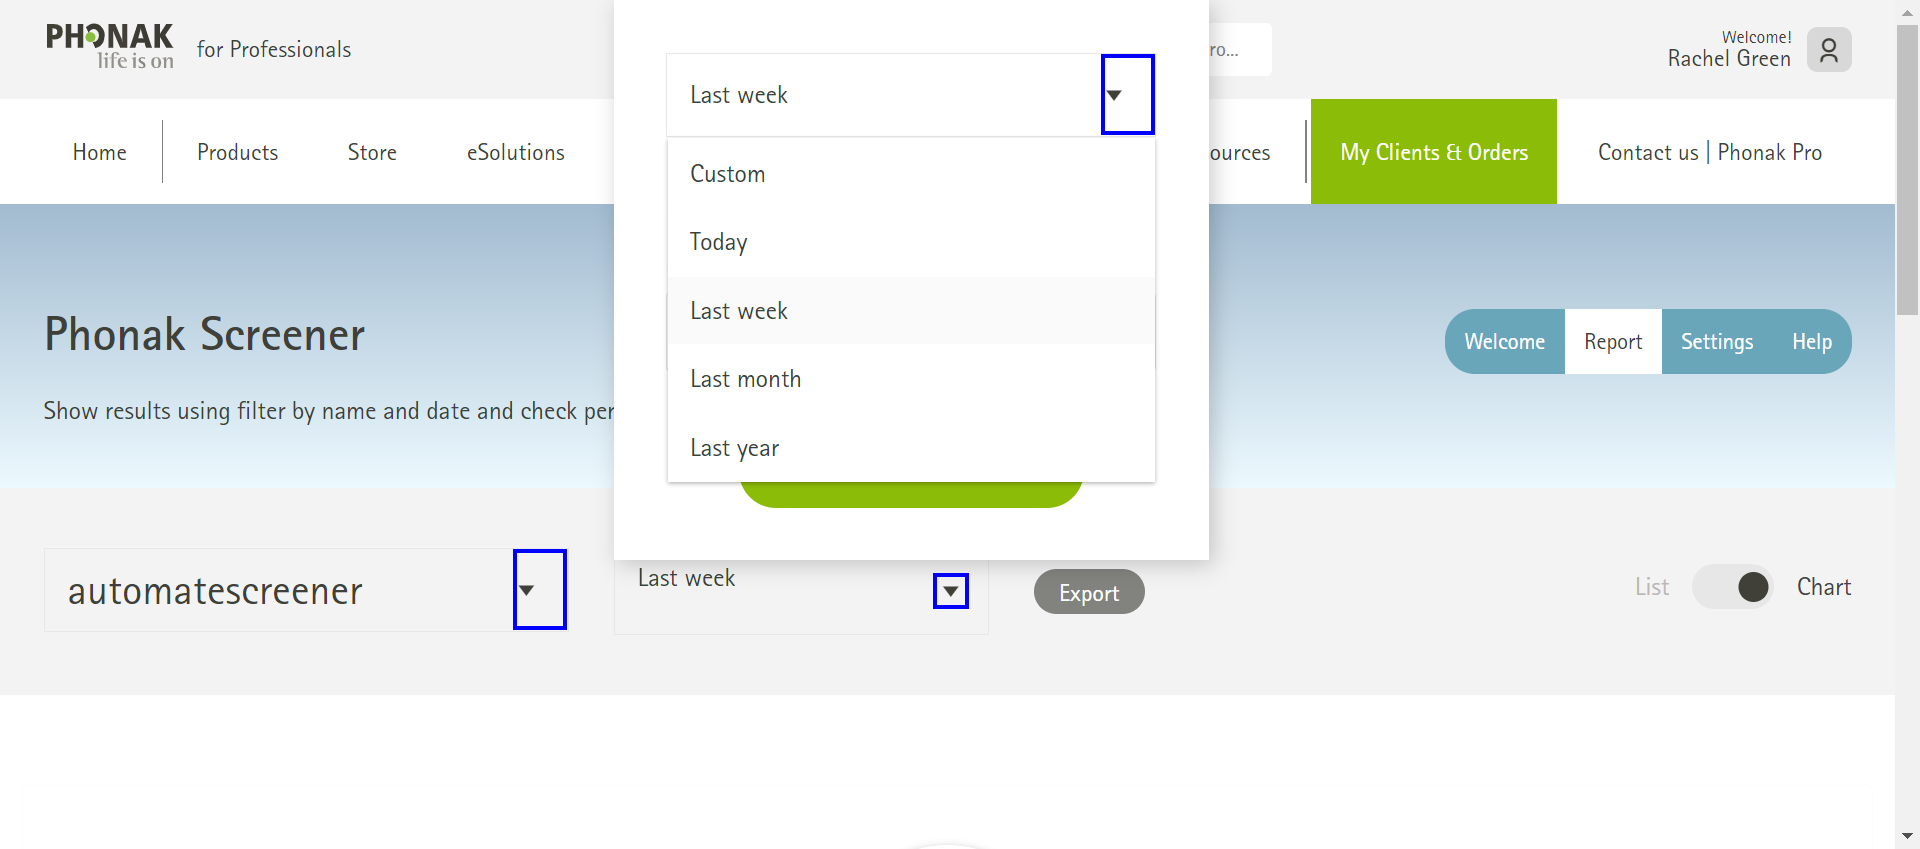 PHONAK
life is on
for Professionals
ro...
Welcome!
Rachel Green
Home
Products
Store
eSolutions
ources
My Clients & Orders
Contact us | Phonak Pro
Last week
Custom
Today
Last week
Last month
Last year
Phonak Screener
Show results using filter by name and date and check per
Welcome
Report
Settings
Help
automatescreener
Last week
Export
List
Chart